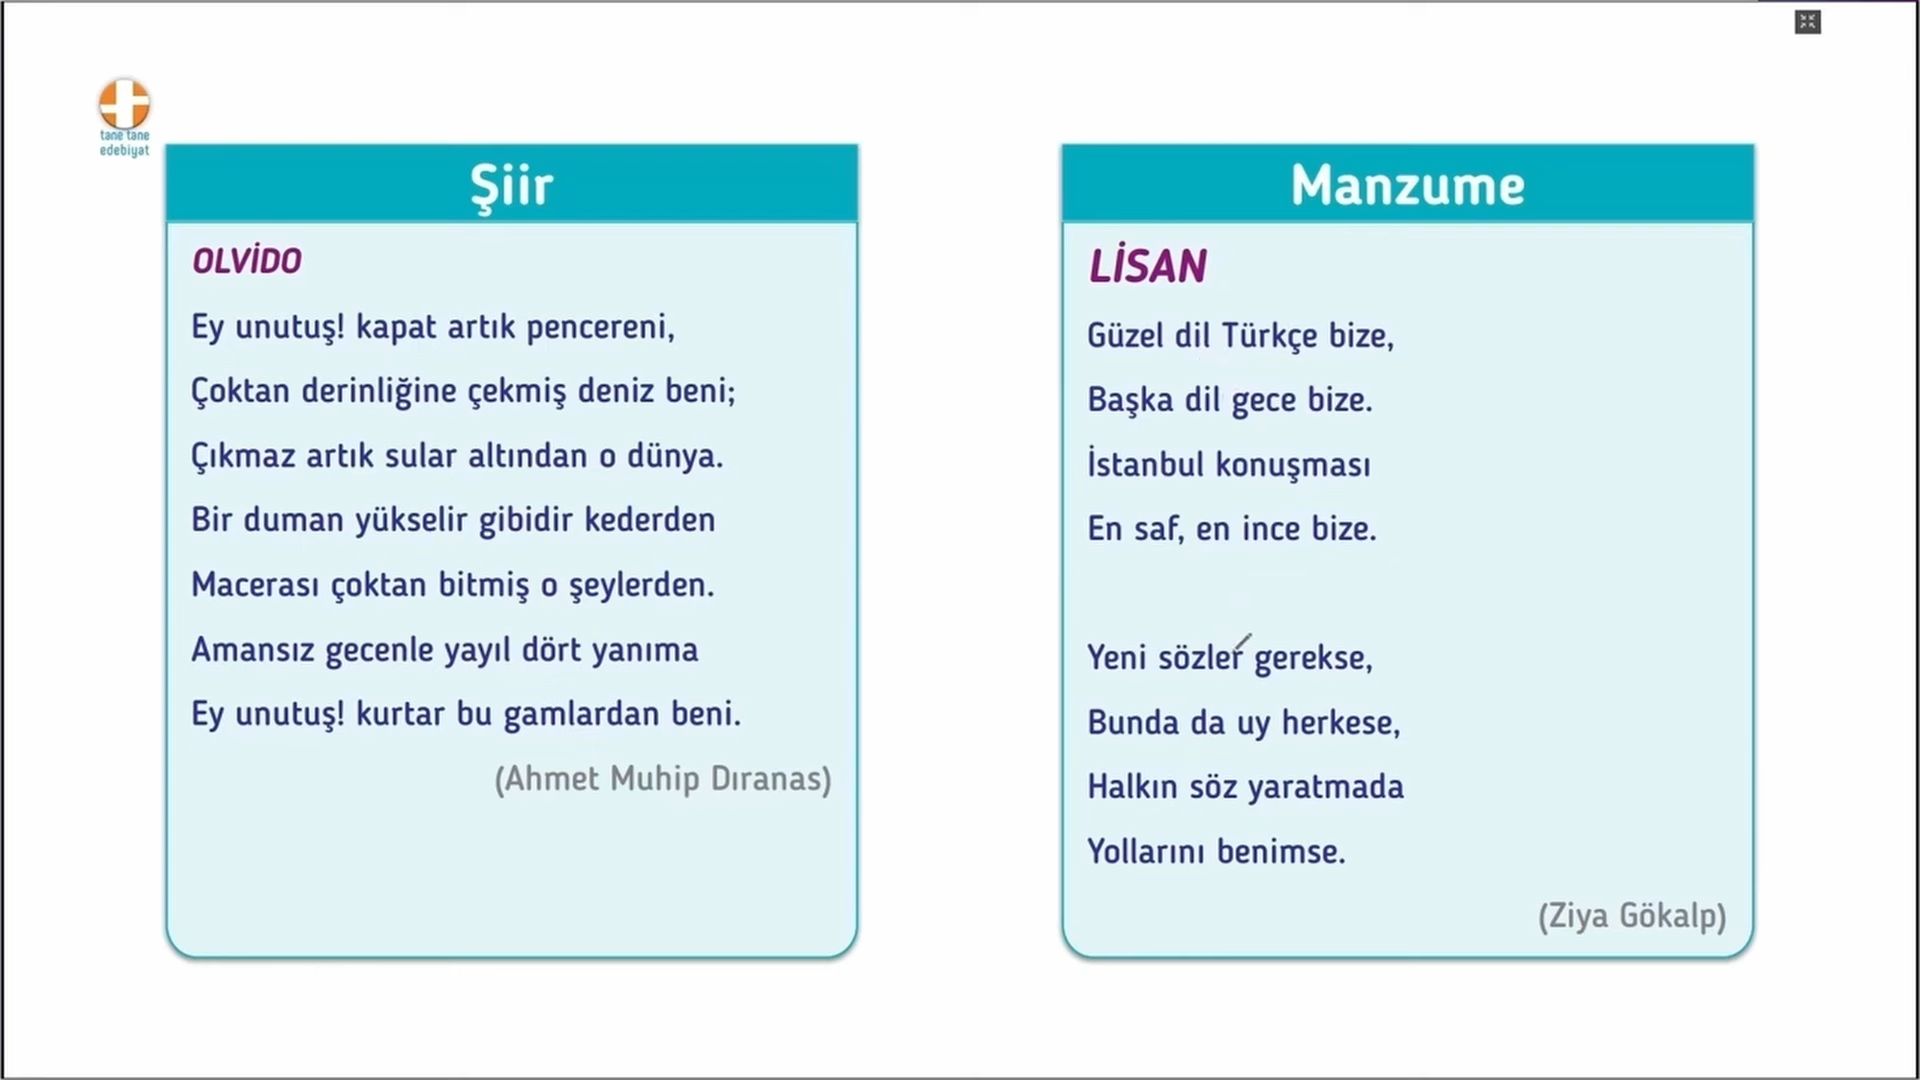 tane tane
edebiyat
Şiir
OLVİDO
Ey unutuş! kapat artık pencereni,
Çoktan derinliğine çekmiş deniz beni;
Çıkmaz artık sular altından o dünya.
Bir duman yükselir gibidir kederden
Macerası çoktan bitmiş o şeylerden.
Amansız gecenle yayıl dört yanıma
Ey unutuş! kurtar bu gamlardan beni.
(Ahmet Muhip Dıranas)
Manzume
LİSAN
Güzel dil Türkçe bize,
Başka dil gece bize.
İstanbul konuşması
En saf, en ince bize.
Yeni sözler gerekse,
Bunda da uy herkese,
Halkın söz yaratmada
Yollarını benimse.
(Ziya Gökalp)